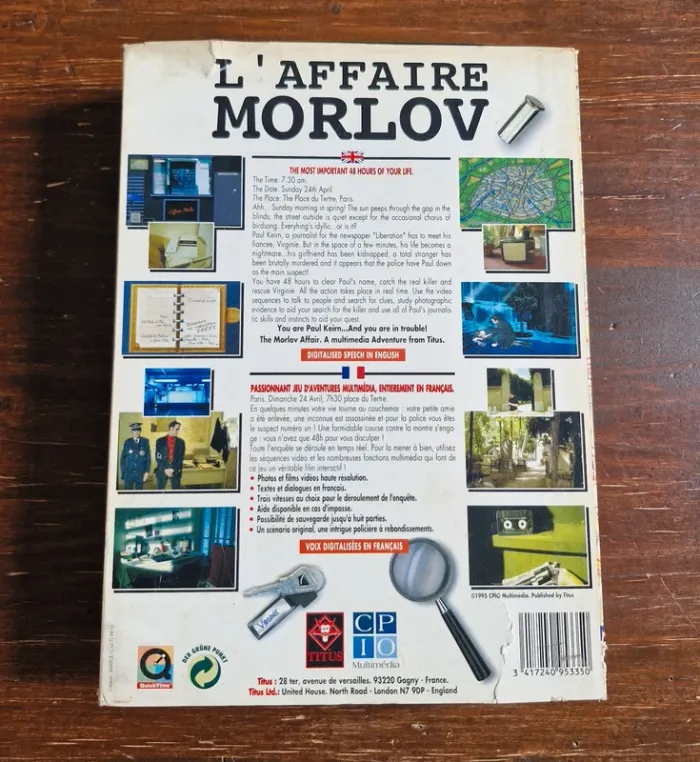 L'AFFAIRE
MORLOV
THE MOST IMPORTANT 48 HOURS OF YOUR LIFE.
The Time: 7.30 am.
The Date: Sunday 24th April
The Place: The Place du Tertre, Paris.
Ahh... Sunday morning in spring! The sun peeps through the gap in the
blinds, the street outside is quiet except for the occasional chorus of
birdsong. Everyhing's idyllic.. or is it?
Paul Keirn, a journalist for the newspaper "Liberation" has to meet his
fiancee, Virginie. But in the space of a few minutes, his life becomes a
nightmare...his girlfriend has been kidnapped, a total stranger has
been brutally murdered and it appears that the police have Paul down
as the main suspect!
You have 48 hours to clear Paul's name, catch the real killer and
rescue Virginie. All the action takes place in real time. Use the video
sequences to talk to people and search for clues, study photographic
evidence to aid your search for the killer and use all of Paul's journalis-
tic skills and instincts to aid your quest.
You are Paul Keirn...And you are in trouble!
The Morlov Affair. A multimedia Adventure from Titus.
DIGITALISED SPEECH IN ENGLISH
PASSIONNANT JEU D'AVENTURES MULTIMÉDIA, ENTIEREMENT EN FRANÇAIS.
Paris. Dimanche 24 Avril, 7h30 place du Tertre.
En quelques minutes votre vie tourne au couchemar : votre petite amie
a été enlevée, une inconnue est assassinée et pour la police vous êtes
le suspect numéro un ! Une formidable course contre la montre s'enga-
ge : vous n'avez que 48h pour vous disculper !
Toute l'enquête se déroule en temps réel. Pour la mener à bien, utilisez
les séquences vidéo et les nombreuses fonctions multimédia qui font de
ce jeu un véritable film interactif !
• Photos et films vidéos haute résolution.
• Textes et dialogues en francais.
• Trois vitesses au choix pour le déroulement de l'enquête.
• Aide disponible en cas d'impasse.
• Possibilité de sauvegarde jusqu'à huit parties.
• Un scenario original, une intrigue policière à rebondissements.
VOIX DIGITALISÉES EN FRANÇAIS
©1995 CPIO Multimédia. Published by Titus
VIRGINIE
TITUS
CP
IO
Multimédia
QuickTime
DER GRÜNE PUNKT
Titus : 28 ter, avenue de versailles. 93220 Gagny - France.
Titus Ltd.: United House. North Road - London N7 9DP - England
3 417240 953350